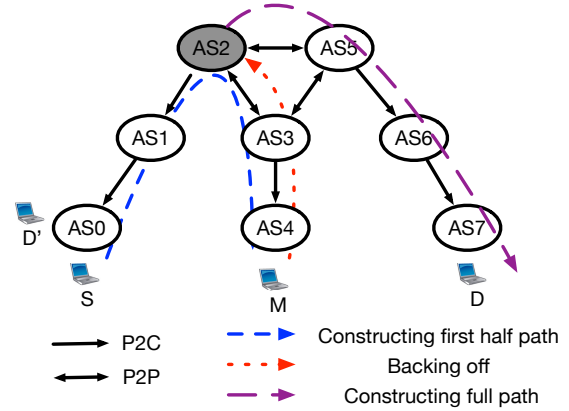 AS2
AS5
AS1
AS3
AS6
D'
AS0
AS4
AS7
S
M
D
P2C
Constructing first half path
Backing off
P2P
Constructing full path